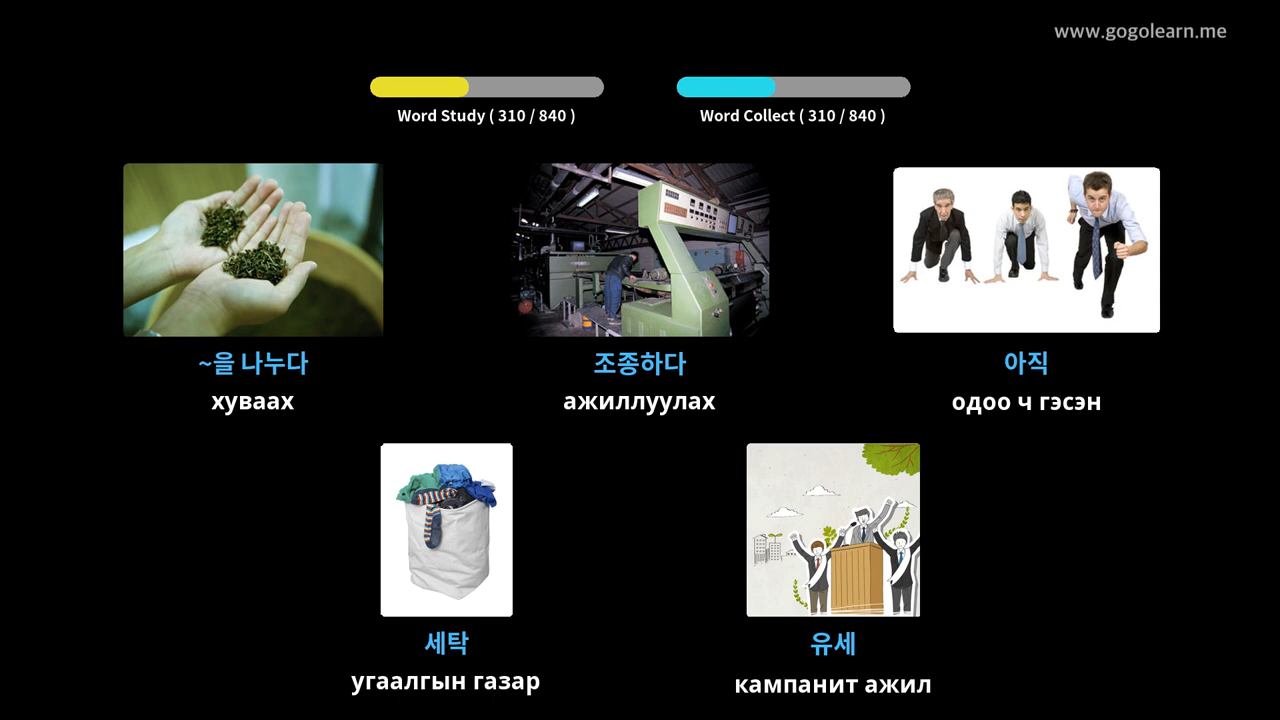 www.gogolearn.me
Word Study ( 310 / 840 )
Word Collect ( 310 / 840 )
~을 나누다
хуваах
조종하다
ажиллуулах
아직
одоо ч гэсэн
세탁
угаалгын газар
유세
кампанит ажил